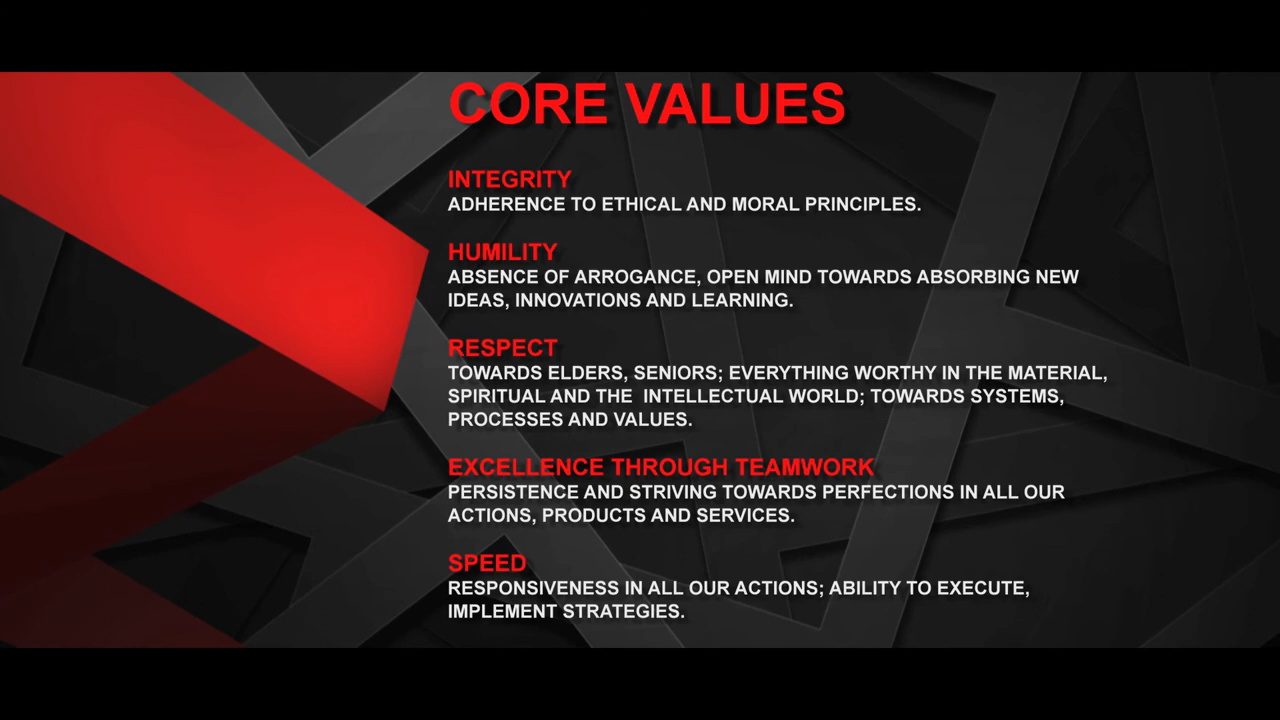 CORE VALUES
INTEGRITY
ADHERENCE TO ETHICAL AND MORAL PRINCIPLES.
HUMILITY
ABSENCE OF ARROGANCE, OPEN MIND TOWARDS ABSORBING NEW
IDEAS, INNOVATIONS AND LEARNING.
RESPECT
TOWARDS ELDERS, SENIORS; EVERYTHING WORTHY IN THE MATERIAL,
SPIRITUAL AND THE  INTELLECTUAL WORLD; TOWARDS SYSTEMS,
PROCESSES AND VALUES.
EXCELLENCE THROUGH TEAMWORK
PERSISTENCE AND STRIVING TOWARDS PERFECTIONS IN ALL OUR
ACTIONS, PRODUCTS AND SERVICES.
SPEED
RESPONSIVENESS IN ALL OUR ACTIONS; ABILITY TO EXECUTE,
IMPLEMENT STRATEGIES.